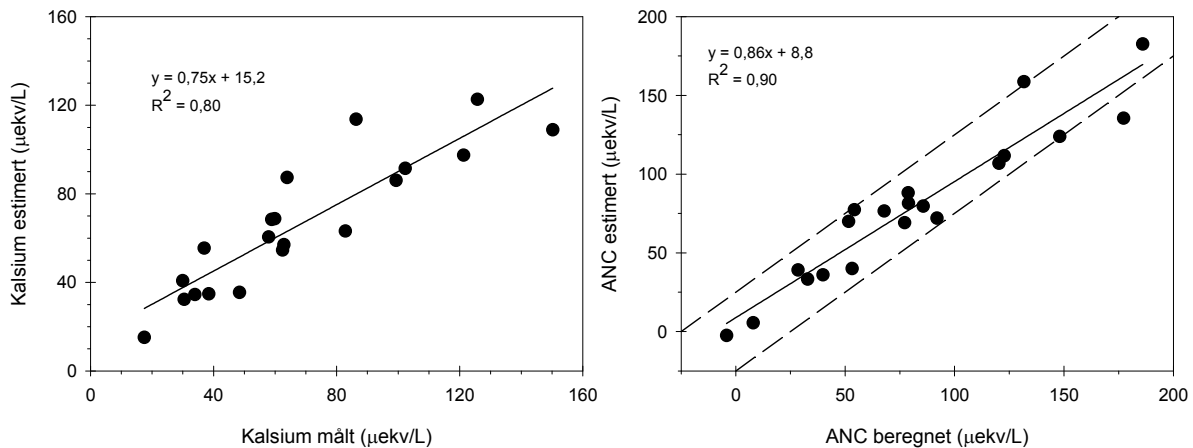 160
120
80
40
0
Kalsium estimert (μekv/L)
y = 0,75x + 15,2
R2 = 0,80
0 40 80 120 160
Kalsium målt (μekv/L)
200
150
100
50
0
ANC estimert (μekv/L)
y = 0,86x + 8,8
R2 = 0,90
0 50 100 150 200
ANC beregnet (μekv/L)